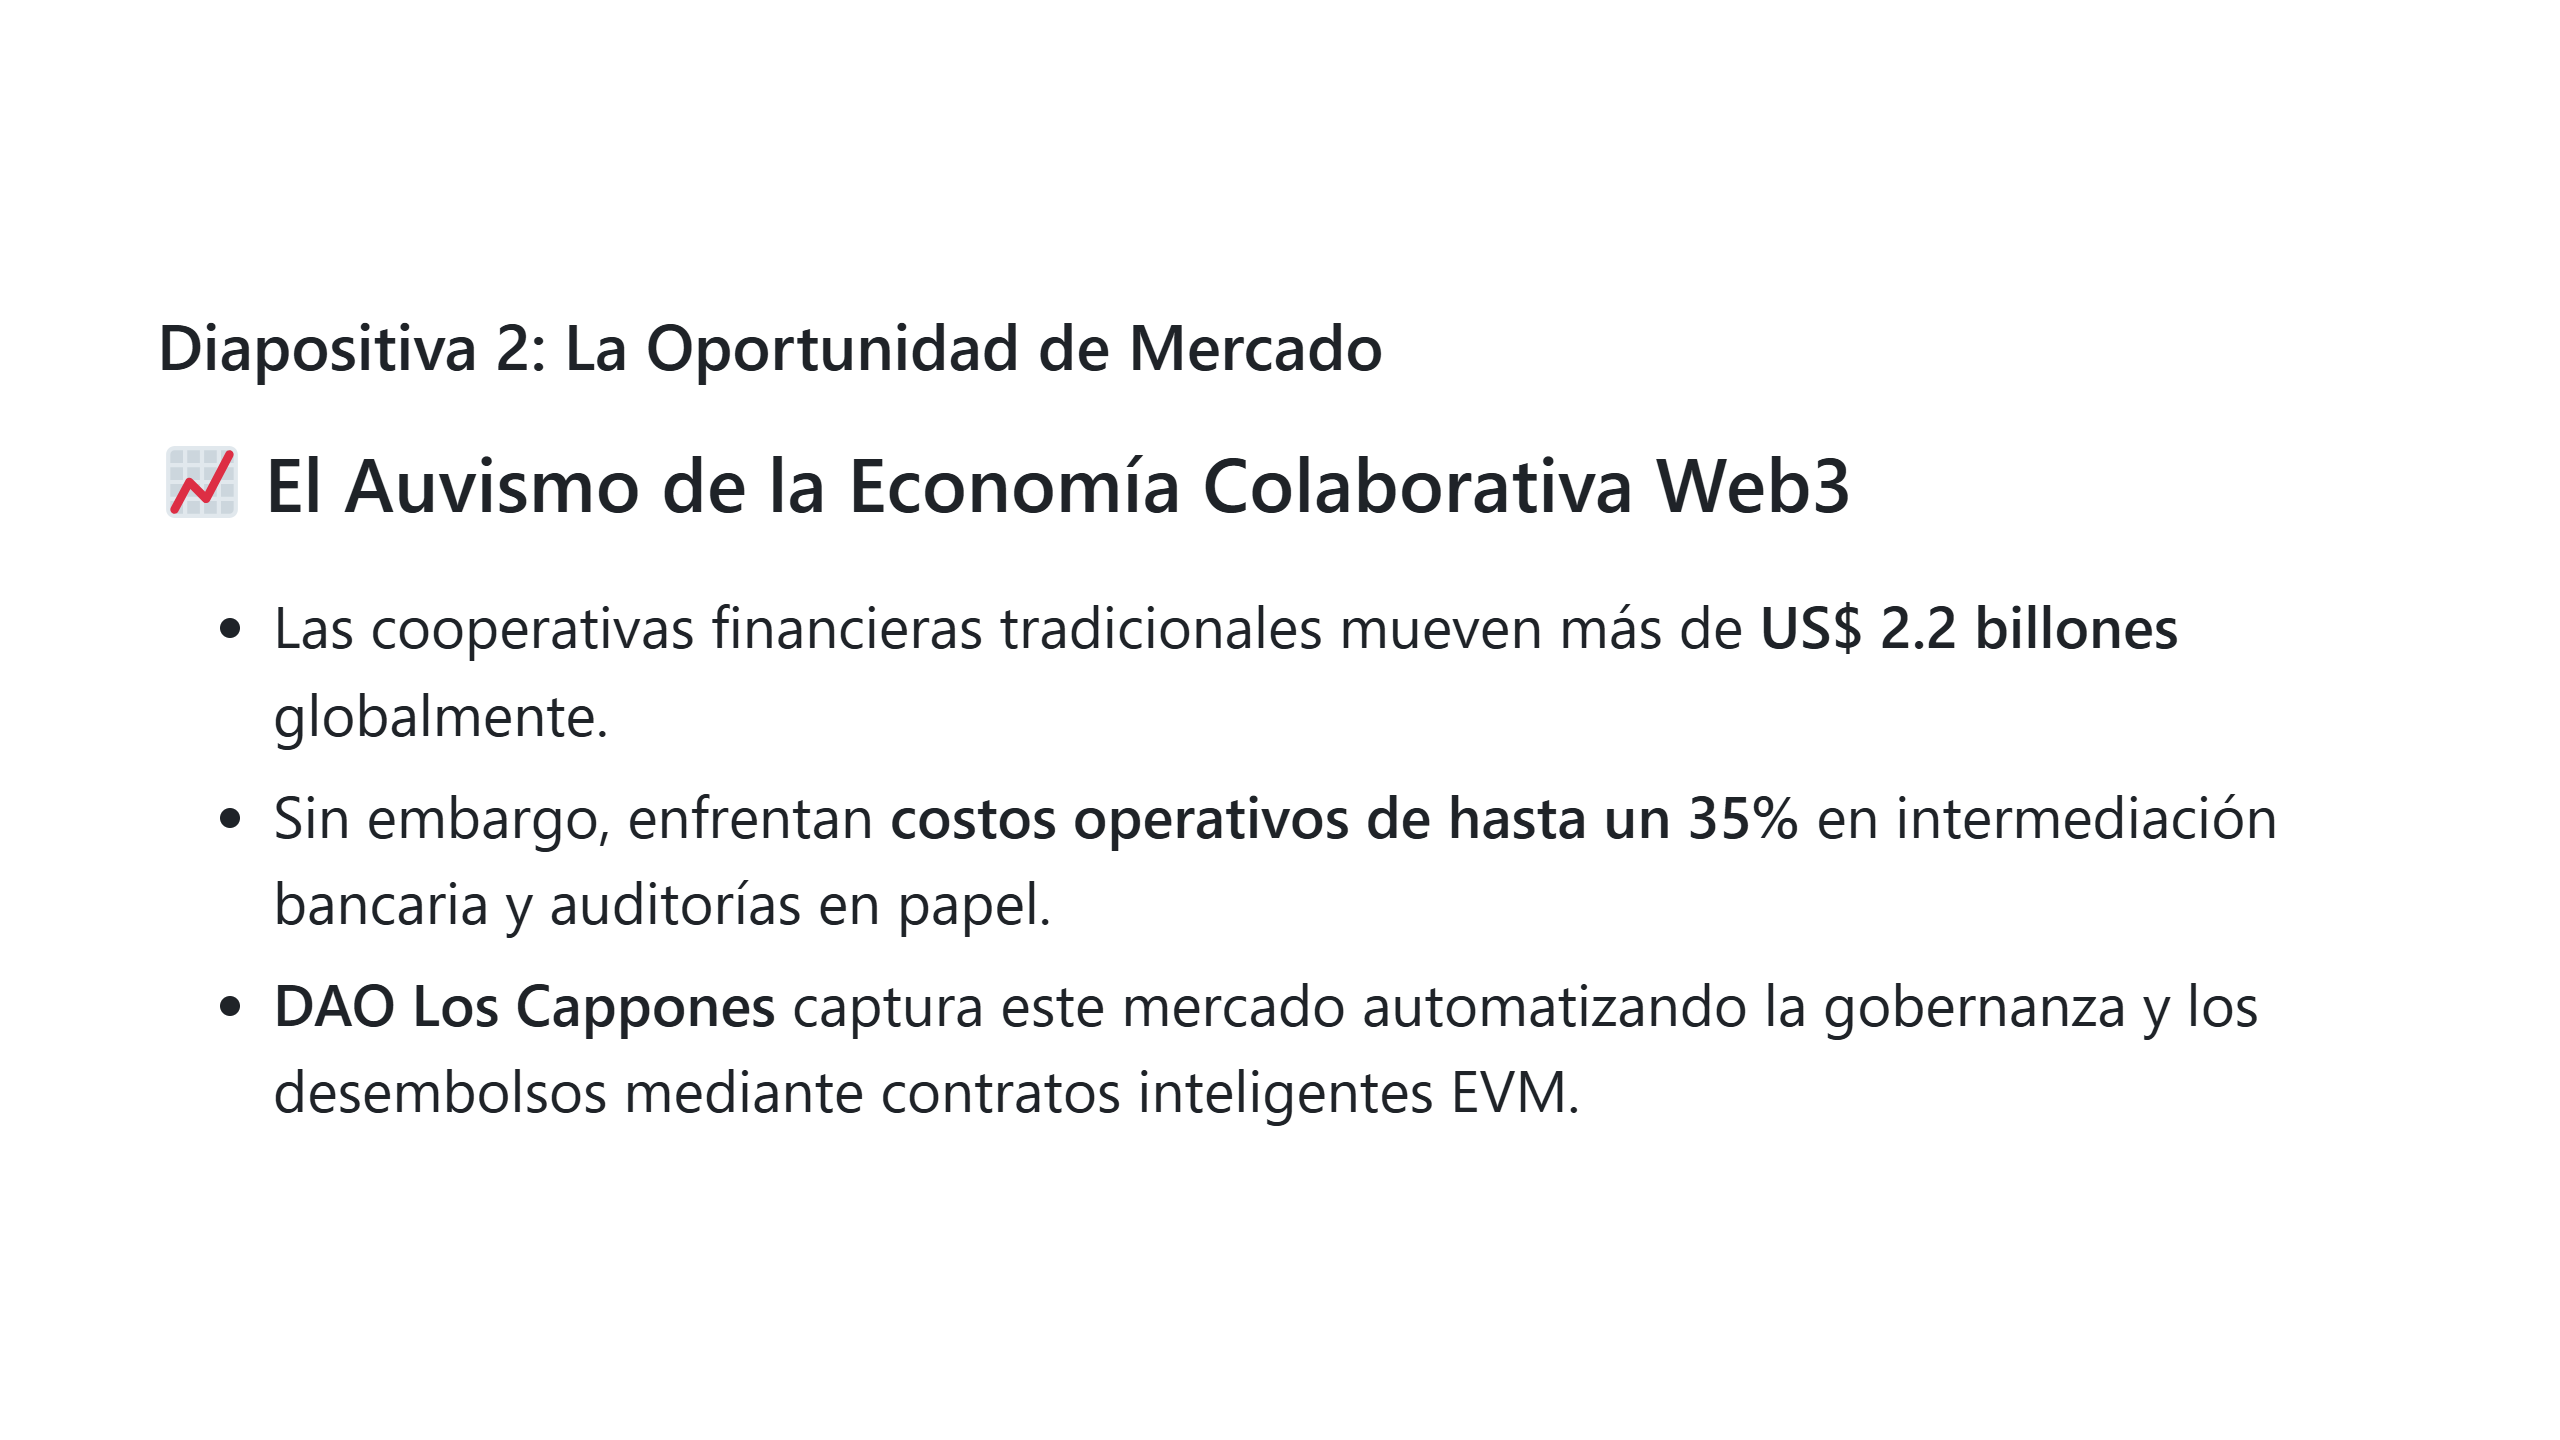 Diapositiva 2: La Oportunidad de Mercado
📈 El Auvismo de la Economía Colaborativa Web3
• Las cooperativas financieras tradicionales mueven más de US$ 2.2 billones
globalmente.
• Sin embargo, enfrentan costos operativos de hasta un 35% en intermediación
bancaria y auditorías en papel.
• DAO Los Cappones captura este mercado automatizando la gobernanza y los
desembolsos mediante contratos inteligentes EVM.